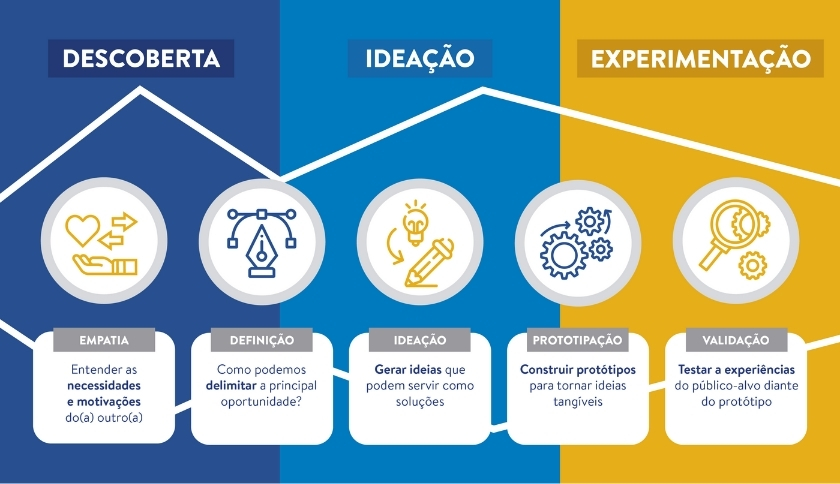 DESCOBERTA
IDEAÇÃO
EXPERIMENTAÇÃO
EMPATIA
Entender as
necessidades
e motivações
do(a) outro(a)
DEFINIÇÃO
Como podemos
delimitar a principal
oportunidade?
IDEAÇÃO
Gerar ideias que
podem servir como
soluções
PROTOTIPAÇÃO
Construir protótipos
para tornar ideias
tangíveis
VALIDAÇÃO
Testar a experiências
do público-alvo diante
do protótipo